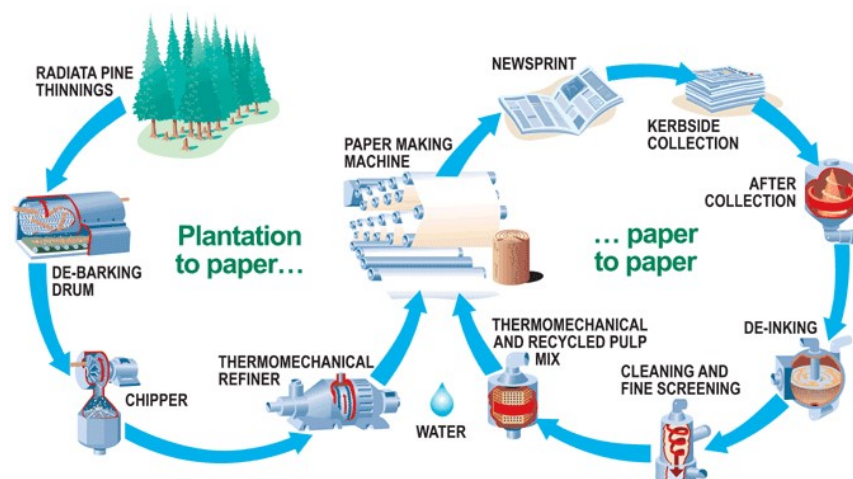 RADIATA PINE
THINNINGS
DE-BARKING
DRUM
CHIPPER
THERMOMECHANICAL
REFINER
Plantation
to paper...
PAPER MAKING
MACHINE
NEWSPRINT
KERBSIDE
COLLECTION
AFTER
COLLECTION
... paper
to paper
DE-INKING
CLEANING AND
FINE SCREENING
THERMOMECHANICAL
AND RECYCLED PULP
MIX
WATER